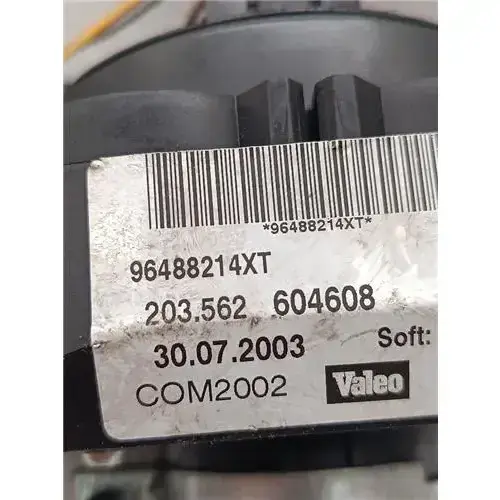 *96488214XT*
96488214XT
203.562 604608
30.07.2003 Soft:
COM2002 Valeo